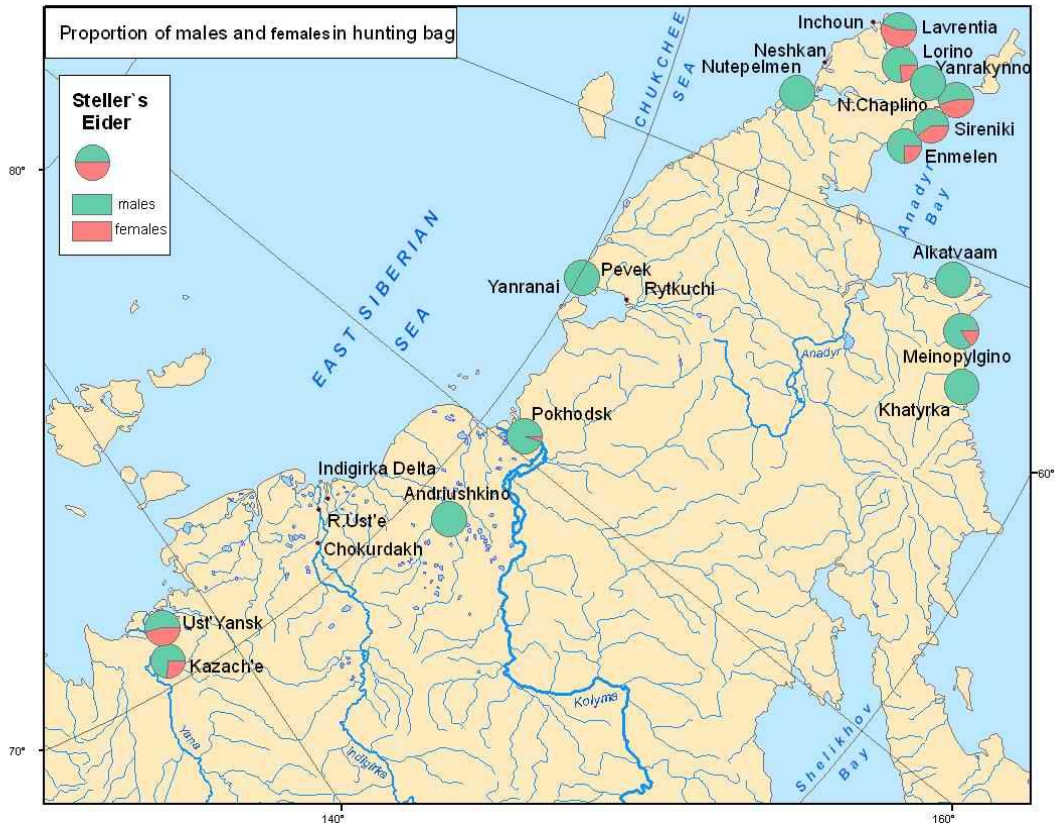 Proportion of males and females in hunting bag
Steller`s
Eider
males
females
Inchoun
Lavrentia
Neshkan
Lorino
Nutepelmen
Yanrakynno
N.Chaplino
Sireniki
Enmelen
CHUKCHEE
SEA
Anadyr
Bay
80°
Alkatvaam
EAST SIBERIAN
SEA
Yanranai
Pevek
Rytkuchi
Anadyr
Meinopylgino
Khatyrka
Pokhodsk
Indigirka Delta
Andriushkino
R.Ust'e
Chokurdakh
60°
Ust'Yansk
Kazach'e
Kolyma
Yana
Indigirka
Shelikhov
Bay
70°
140°
160°